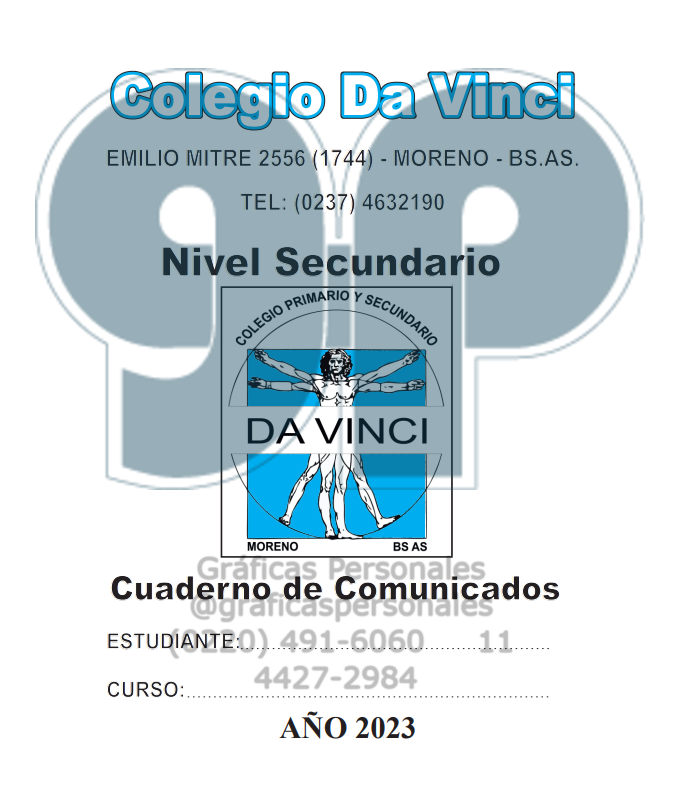 Colegio Da Vinci
EMILIO MITRE 2556 (1744) - MORENO - BS.AS.
TEL: (0237) 4632190
Nivel Secundario
COLEGIO PRIMARIO Y SECUNDARIO
DA VINCI
MORENO BS AS
Gráficas Personales
Cuaderno de Comunicados
@graficaspersonales
ESTUDIANTE:
(0220) 491-6060 11
4427-2984
CURSO:
AÑO 2023